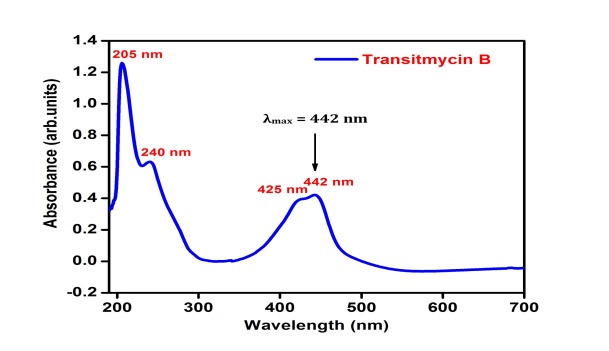 1.4
205 nm
Transitmycin B
1.2
1.0
λmax = 442 nm
0.8
240 nm
0.6
425 nm
442 nm
0.4
0.2
0.0
-0.2
200
300
400
500
600
700
Absorbance (arb.units)
Wavelength (nm)